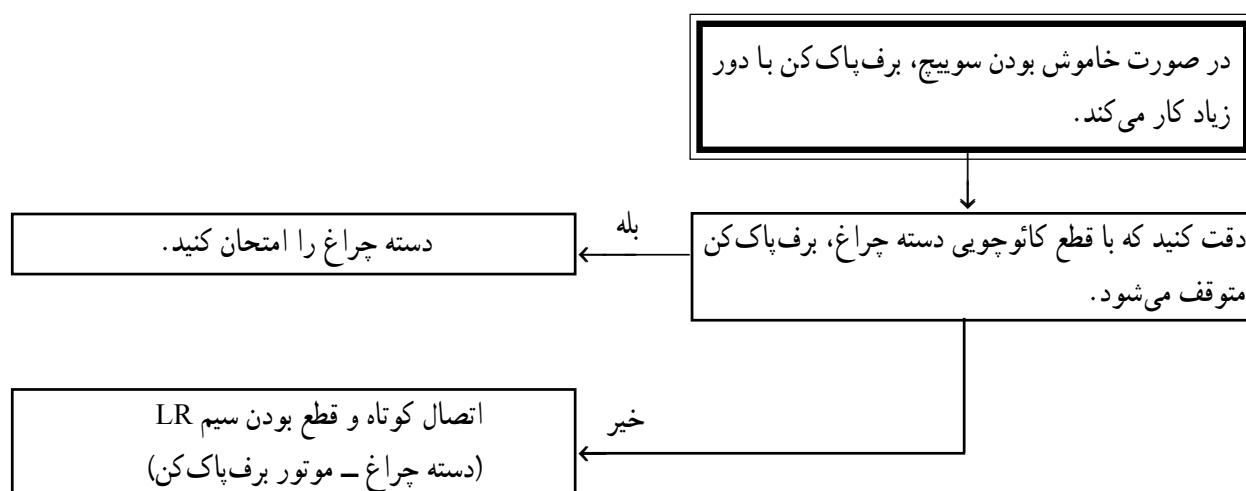 در صورت خاموش بودن سوییچ، برف‌پاک‌کن با دور
زیاد کار می‌کند.
دقت کنید که با قطع کائوچویی دسته چراغ، برف‌پاک‌کن
متوقف می‌شود.
بله
دسته چراغ را امتحان کنید.
خیر
اتصال کوتاه و قطع بودن سیم LR
(دسته چراغ ــ موتور برف‌پاک‌کن)